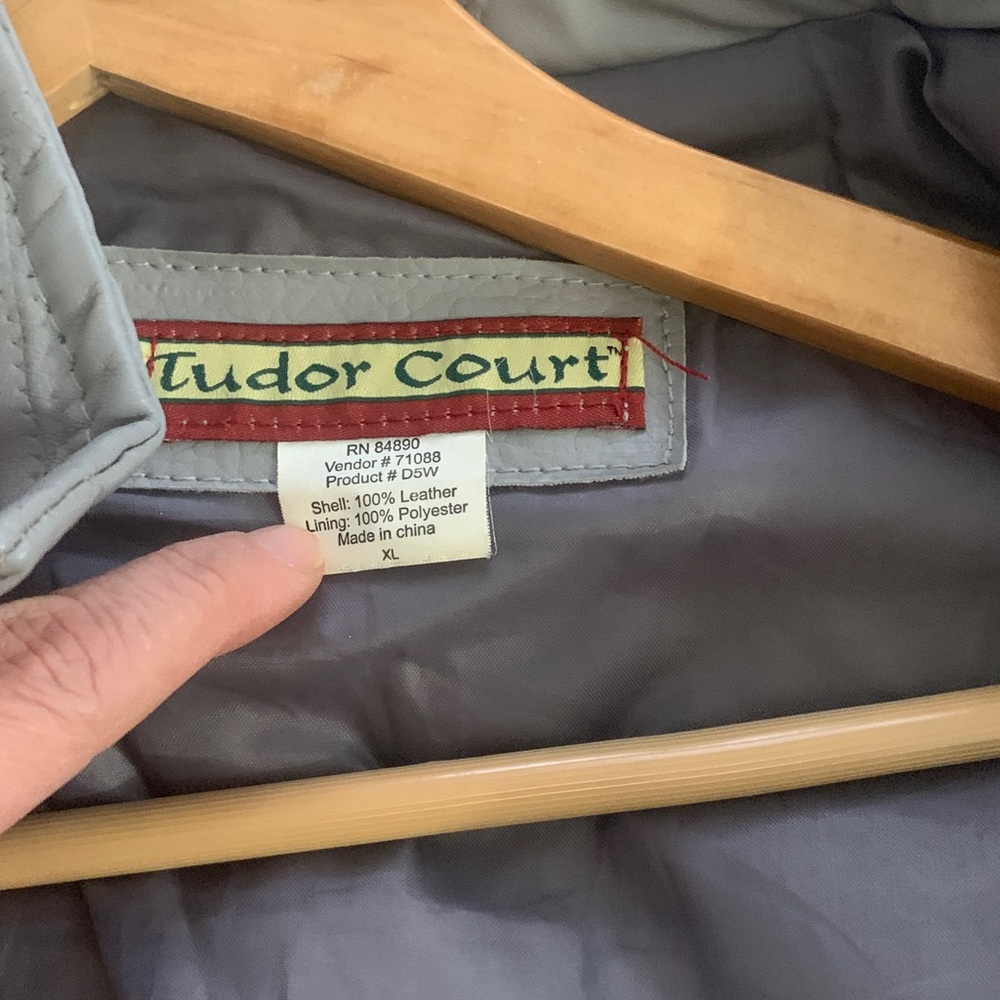 Tudor Court™
RN 84890
Vendor # 71088
Product # D5W
Shell: 100% Leather
Lining: 100% Polyester
Made in china
XL